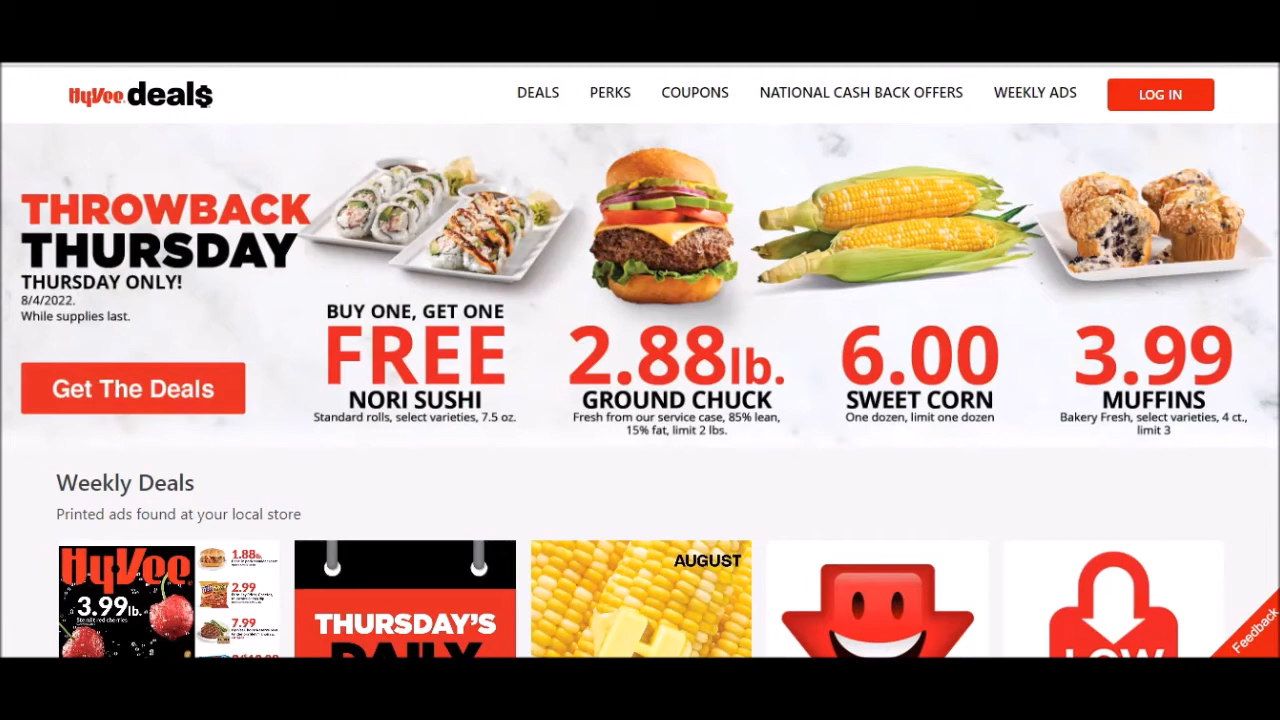 HyVee deal$
DEALS PERKS COUPONS NATIONAL CASH BACK OFFERS WEEKLY ADS LOG IN
THROWBACK
THURSDAY
THURSDAY ONLY!
8/4/2022.
While supplies last.
Get The Deals
BUY ONE, GET ONE
FREE
NORI SUSHI
Standard rolls, select varieties, 7.5 oz.
2.88lb.
GROUND CHUCK
Fresh from our service case, 85% lean,
15% fat, limit 2 lbs.
6.00
SWEET CORN
One dozen, limit one dozen
3.99
MUFFINS
Bakery Fresh, select varieties, 4 ct.,
limit 3
Weekly Deals
Printed ads found at your local store
HyVee
3.99lb.
1.88
2.99
7.99
THURSDAY'S
DAILY
AUGUST
LOW
Feedback